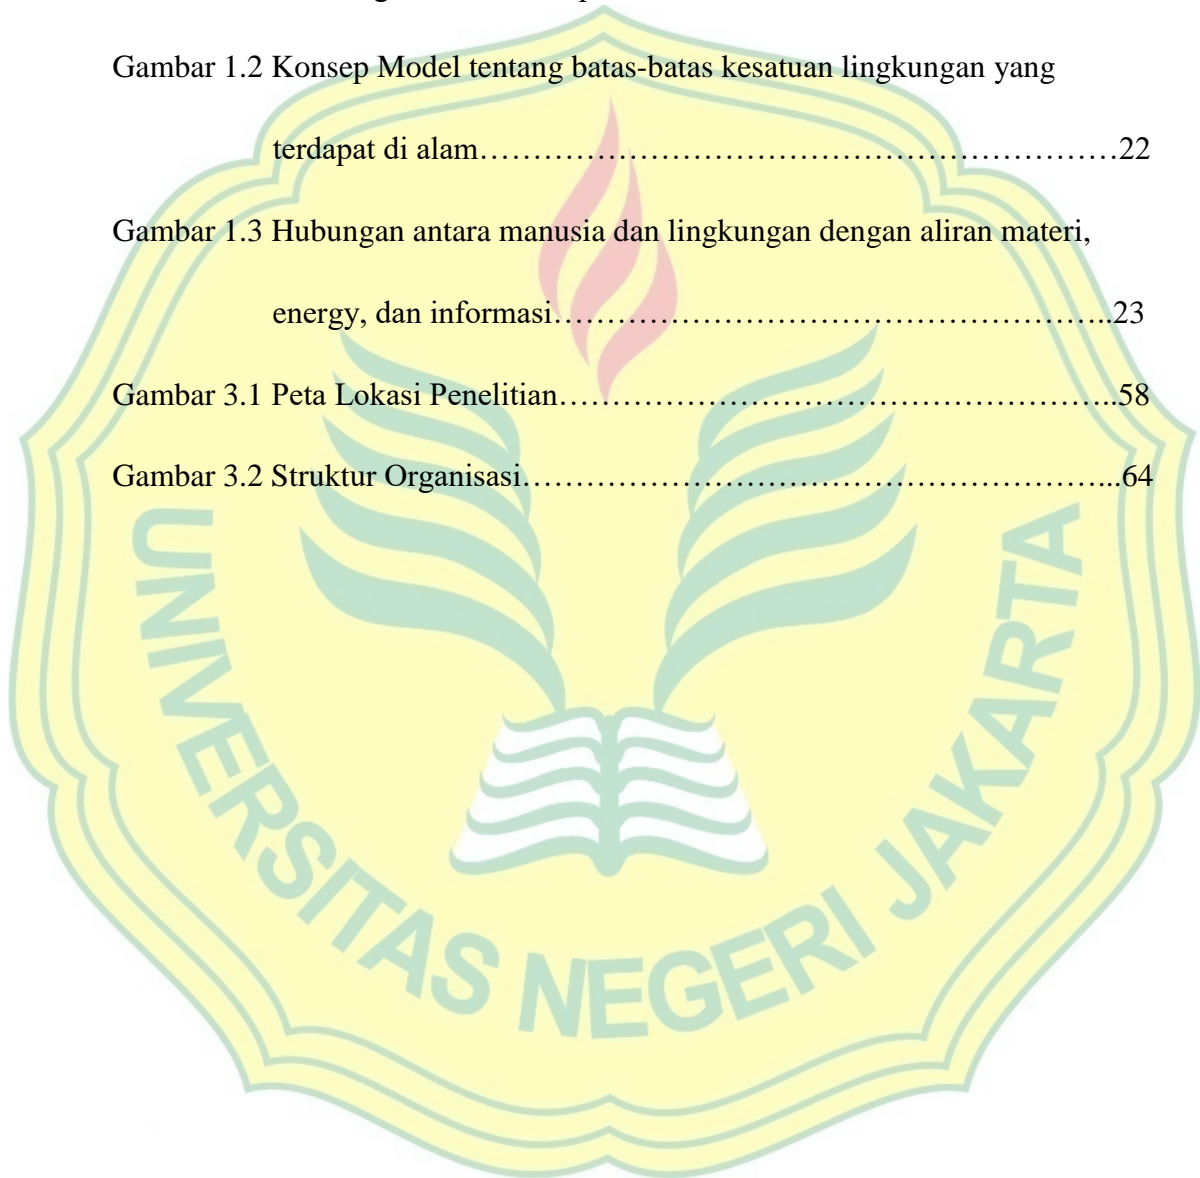 Gambar 1.2 Konsep Model tentang batas-batas kesatuan lingkungan yang
terdapat di alam……………………………………………………22
Gambar 1.3 Hubungan antara manusia dan lingkungan dengan aliran materi,
energy, dan informasi……………………………………………..23
Gambar 3.1 Peta Lokasi Penelitian……………………………………………..58
Gambar 3.2 Struktur Organisasi………………………………………………...64
UNIVERSITAS NEGERI JAKARTA